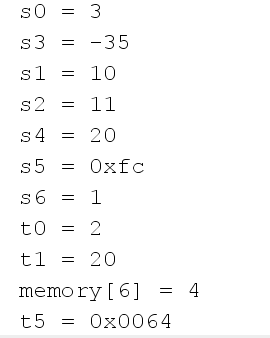 s0 = 3
s3 = -35
s1 = 10
s2 = 11
s4 = 20
s5 = 0xfc
s6 = 1
t0 = 2
t1 = 20
memory[6] = 4
t5 = 0x0064